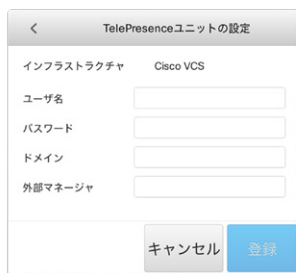 TelePresenceユニットの設定
インフラストラクチャ Cisco VCS
ユーザ名
パスワード
ドメイン
外部マネージャ
キャンセル 登録